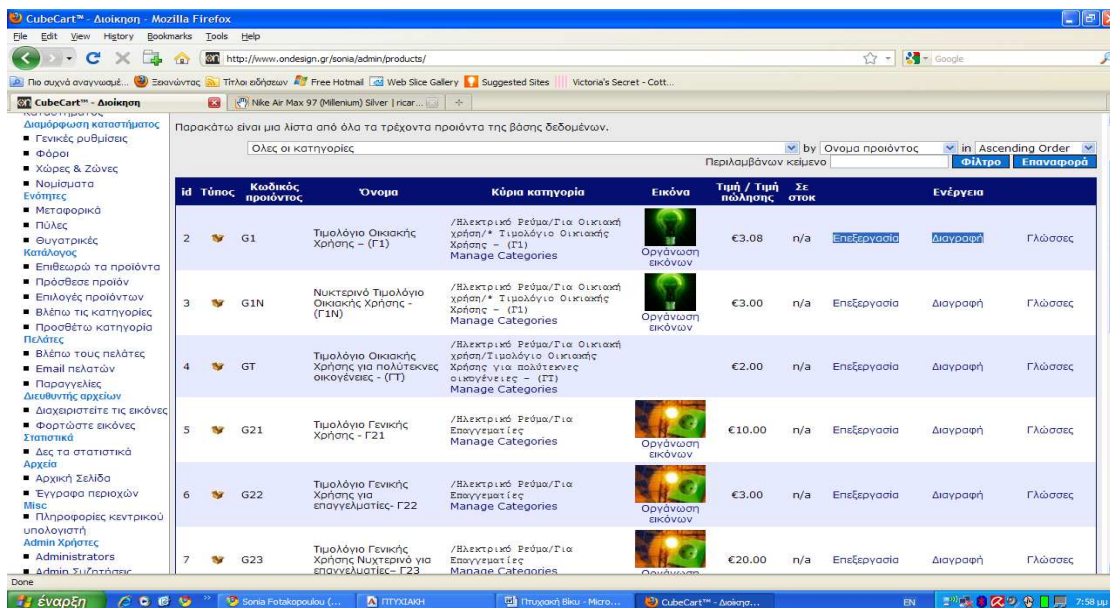 CubeCart™ - Διοίκηση - Mozilla Firefox
File Edit View History Bookmarks Tools Help
http://www.ondesign.gr/sonia/admin/products/
Google
Πιο συχνά αναγνωσμέ... Ξεκινώντας Τίτλοι ειδήσεων Free Hotmail Web Slice Gallery Suggested Sites Victoria's Secret - Cott...
CubeCart™ - Διοίκηση Nike Air Max 97 (Millenium) Silver | ricar...
Διαμόρφωση καταστήματος
Γενικές ρυθμίσεις
Φόροι
Χώρες & Ζώνες
Νομίσματα
Ενότητες
Μεταφορικά
Πύλες
Θυγατρικές
Κατάλογος
Επιθεωρώ τα προϊόντα
Πρόσθεσε προϊόν
Επιλογές προϊόντων
Βλέπω τις κατηγορίες
Προσθέτω κατηγορία
Πελάτες
Βλέπω τους πελάτες
Email πελατών
Παραγγελίες
Διευθυντής αρχείων
Διαχειριστείτε τις εικόνες
Φορτώστε εικόνες
Στατιστικά
Δες τα στατιστικά
Αρχεία
Αρχική Σελίδα
Έγγραφα περιοχών
Misc
Πληροφορίες κεντρικού
υπολογιστή
Admin Χρήστες
Administrators
Admin Συζητήσεις
Παρακάτω είναι μια λίστα από όλα τα τρέχοντα προιόντα της βάσης δεδομένων.
Ολες οι κατηγορίες by Ονομα προιόντος in Ascending Order
Περιλαμβάνων κείμενο Φίλτρο Επαναφορά
id Τύπος Κωδικός προιόντος Όνομα Κύρια κατηγορία Εικόνα Τιμή / Τιμή πώλησης Σε στοκ Ενέργεια
2 G1 Τιμολόγιο Οικιακής
Χρήσης – (Γ1)
/Ηλεκτρικό Ρεύμα/Για Οικιακή
χρήση/* Τιμολόγιο Οικιακής
Χρήσης – (Γ1)
Manage Categories
Οργάνωση
εικόνων
€3.08 n/a Επεξεργασία Διαγραφή Γλώσσες
3 G1N Νυκτερινό Τιμολόγιο
Οικιακής Χρήσης -
(Γ1N)
/Ηλεκτρικό Ρεύμα/Για Οικιακή
χρήση/* Τιμολόγιο Οικιακής
Χρήσης – (Γ1)
Manage Categories
Οργάνωση
εικόνων
€3.00 n/a Επεξεργασία Διαγραφή Γλώσσες
4 GT Τιμολόγιο Οικιακής
Χρήσης για πολύτεκνες
οικογένειες - (ΓΤ)
/Ηλεκτρικό Ρεύμα/Για Οικιακή
χρήση/Τιμολόγιο Οικιακής
Χρήσης για πολύτεκνες
οικογένειες – (ΓΤ)
Manage Categories
€2.00 n/a Επεξεργασία Διαγραφή Γλώσσες
5 G21 Τιμολόγιο Γενικής
Χρήσης - Γ21
/Ηλεκτρικό Ρεύμα/Για
Επαγγεματίες
Manage Categories
Οργάνωση
εικόνων
€10.00 n/a Επεξεργασία Διαγραφή Γλώσσες
6 G22 Τιμολόγιο Γενικής
Χρήσης για
επαγγελματίες- Γ22
/Ηλεκτρικό Ρεύμα/Για
Επαγγεματίες
Manage Categories
Οργάνωση
εικόνων
€3.00 n/a Επεξεργασία Διαγραφή Γλώσσες
7 G23 Τιμολόγιο Γενικής
Χρήσης Νυχτερινό για
επαγγελματίες– Γ23
/Ηλεκτρικό Ρεύμα/Για
Επαγγεματίες
Manage Categories
€20.00 n/a Επεξεργασία Διαγραφή Γλώσσες
Done
έναρξη Sonia Fotakopoulou (... ΠΤΥΧΙΑΚΗ Πτυχιακή Βίκυ - Micro... CubeCart™ - Διοίκησ... EN 7:58 μμ